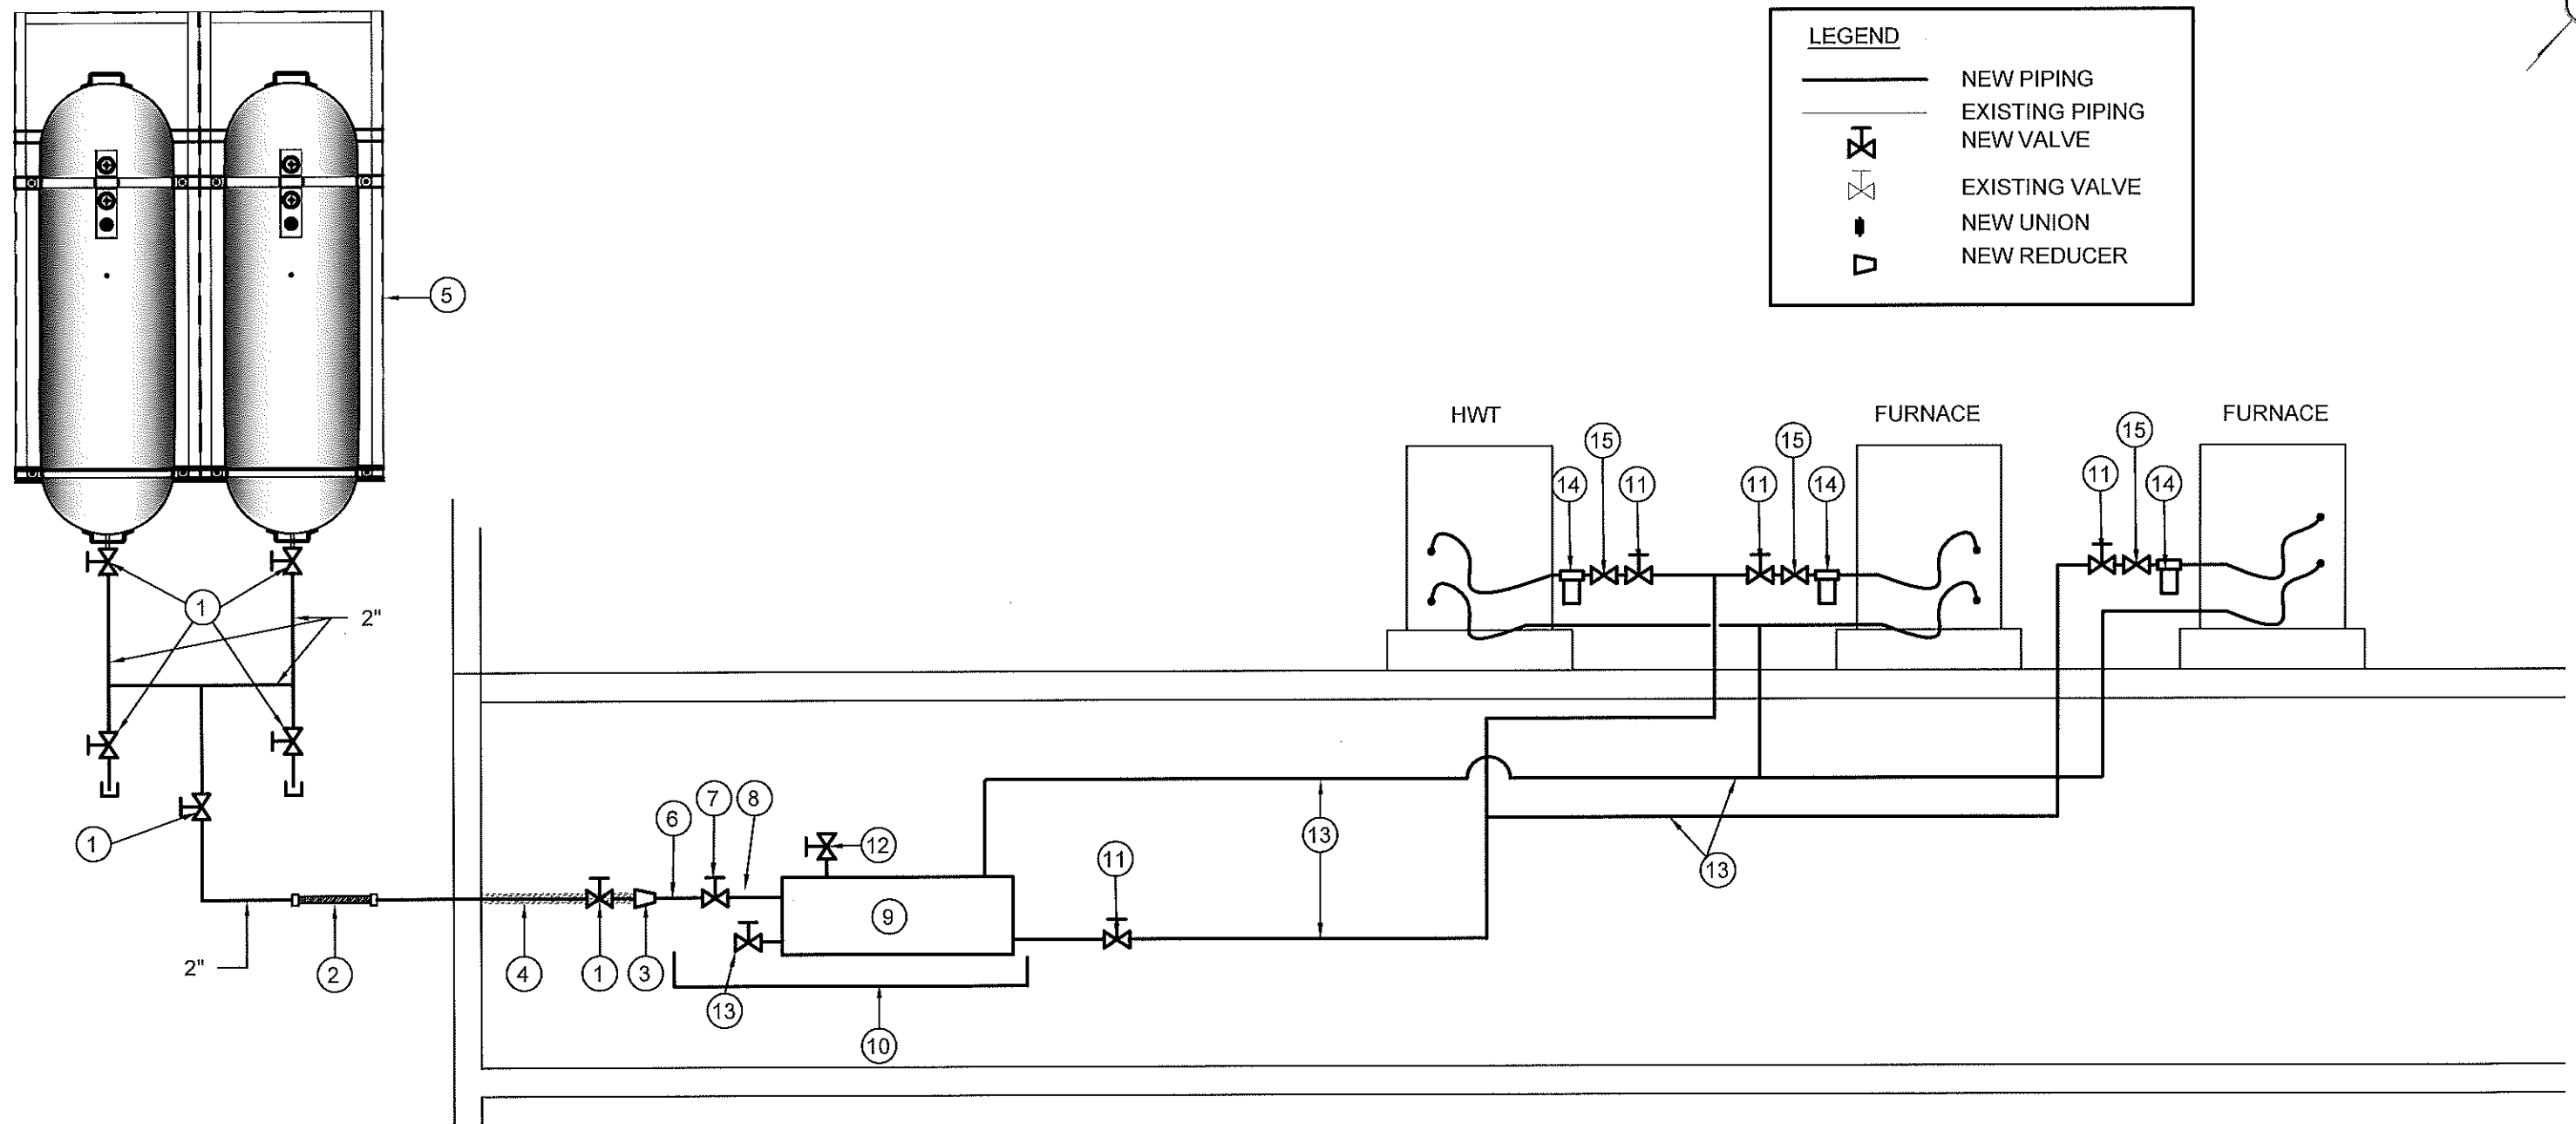 LEGEND
NEW PIPING
EXISTING PIPING
NEW VALVE
EXISTING VALVE
NEW UNION
NEW REDUCER
5
HWT
FURNACE
FURNACE
15
15
15
14
11
11
14
11
14
1
2"
7
8
6
12
13
11
1
13
9
2"
2
4
1
3
13
10